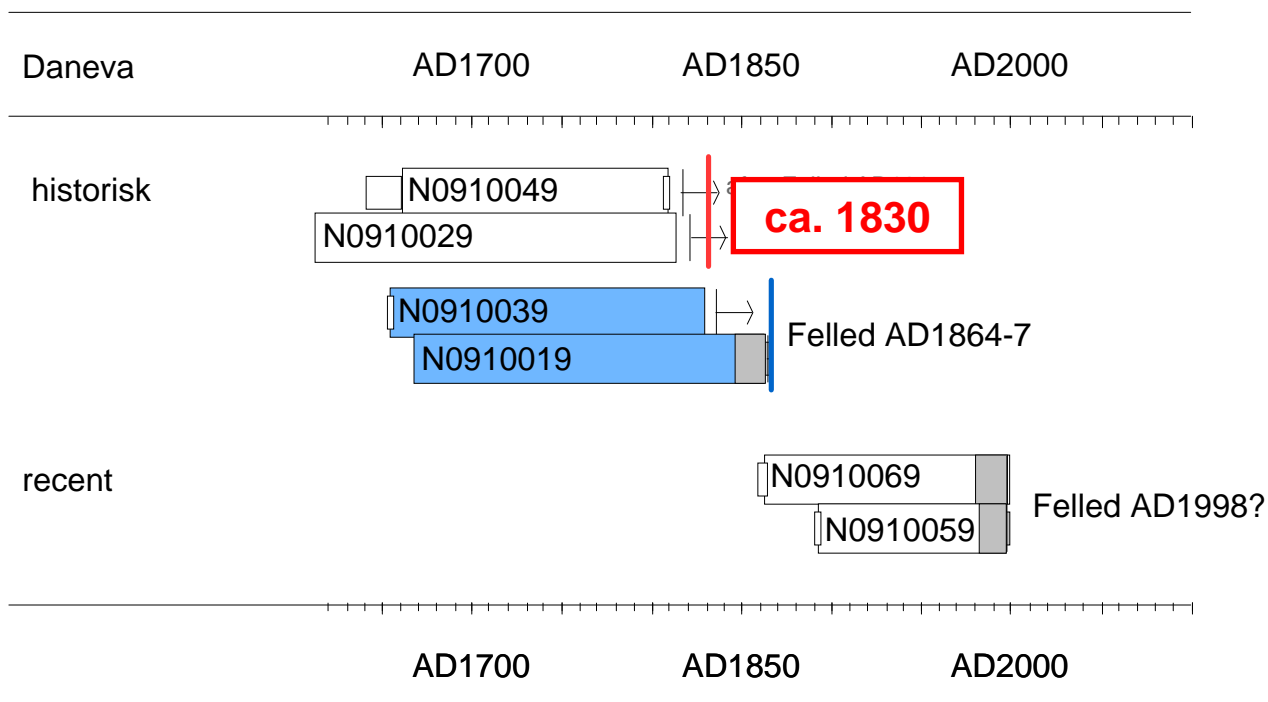 Daneva AD1700 AD1850 AD2000
historisk
N0910049
N0910029
ca. 1830
N0910039
N0910019
Felled AD1864-7
recent
N0910069
N0910059
Felled AD1998?
AD1700 AD1850 AD2000